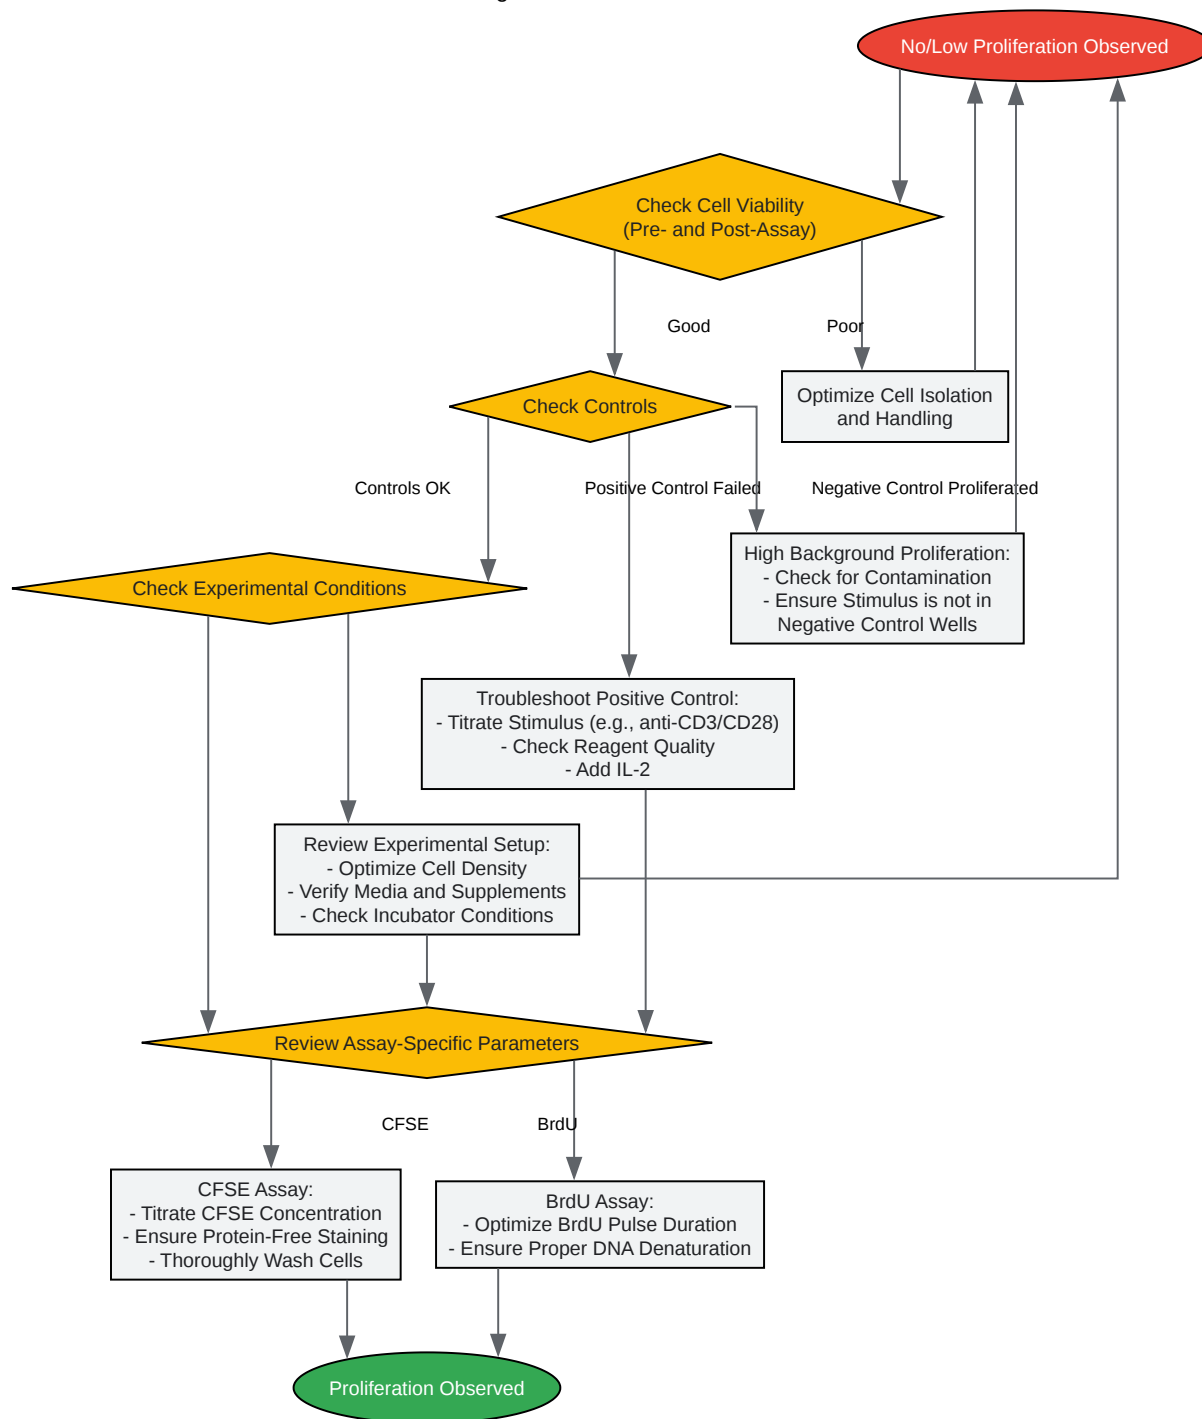 No/Low Proliferation Observed
Check Cell Viability
(Pre- and Post-Assay)
Good
Poor
Optimize Cell Isolation
and Handling
Check Controls
Controls OK
Positive Control Failed
Negative Control Proliferated
High Background Proliferation:
- Check for Contamination
- Ensure Stimulus is not in
Negative Control Wells
Check Experimental Conditions
Troubleshoot Positive Control:
- Titrate Stimulus (e.g., anti-CD3/CD28)
- Check Reagent Quality
- Add IL-2
Review Experimental Setup:
- Optimize Cell Density
- Verify Media and Supplements
- Check Incubator Conditions
Review Assay-Specific Parameters
CFSE
BrdU
CFSE Assay:
- Titrate CFSE Concentration
- Ensure Protein-Free Staining
- Thoroughly Wash Cells
BrdU Assay:
- Optimize BrdU Pulse Duration
- Ensure Proper DNA Denaturation
Proliferation Observed